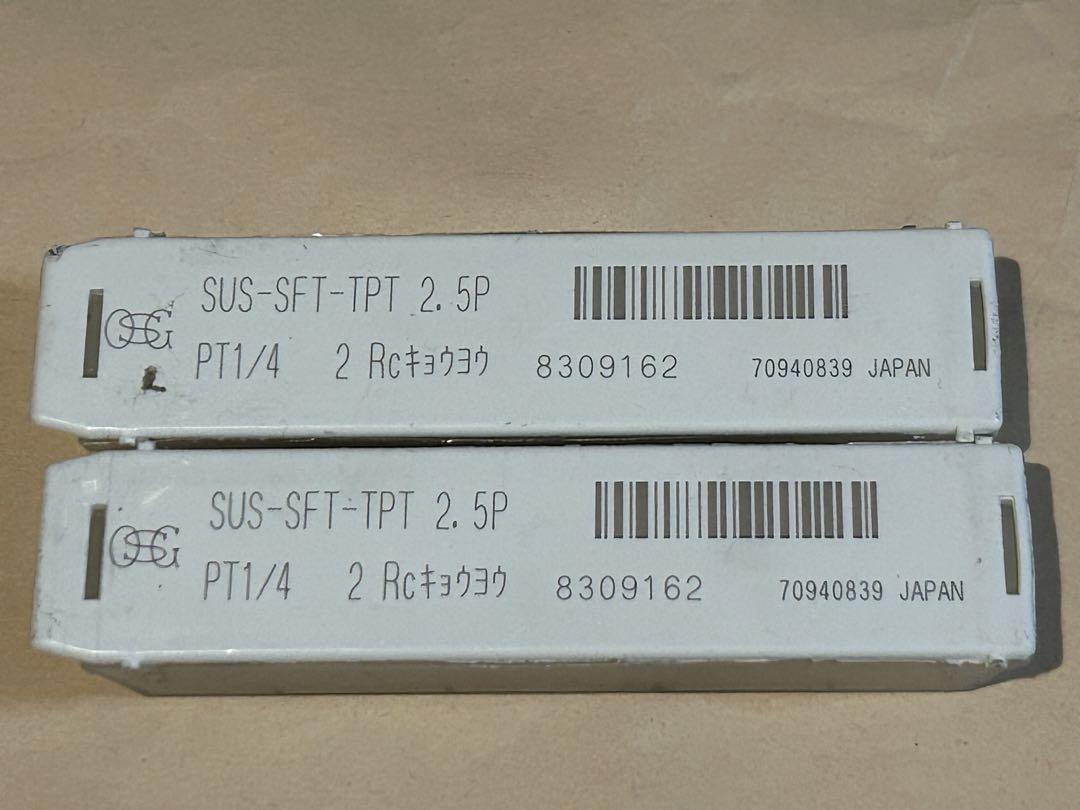 SUS-SFT-TPT 2.5P
OSG
PT1/4 2 Rcｷｮｳﾖｳ 8309162 70940839 JAPAN
SUS-SFT-TPT 2.5P
OSG
PT1/4 2 Rcｷｮｳﾖｳ 8309162 70940839 JAPAN